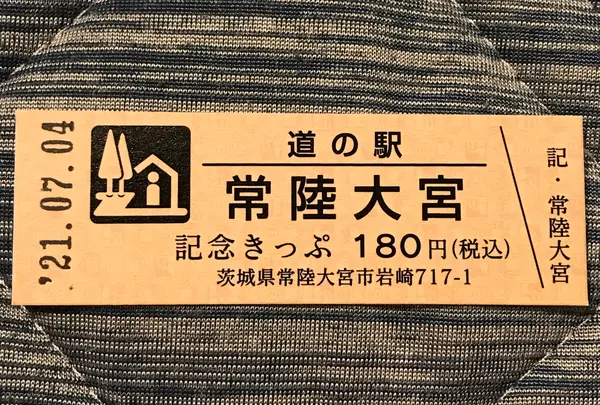 '21.07.04
道の駅
常陸大宮
記念きっぷ 180円(税込)
茨城県常陸大宮市岩崎717-1
記・常陸大宮